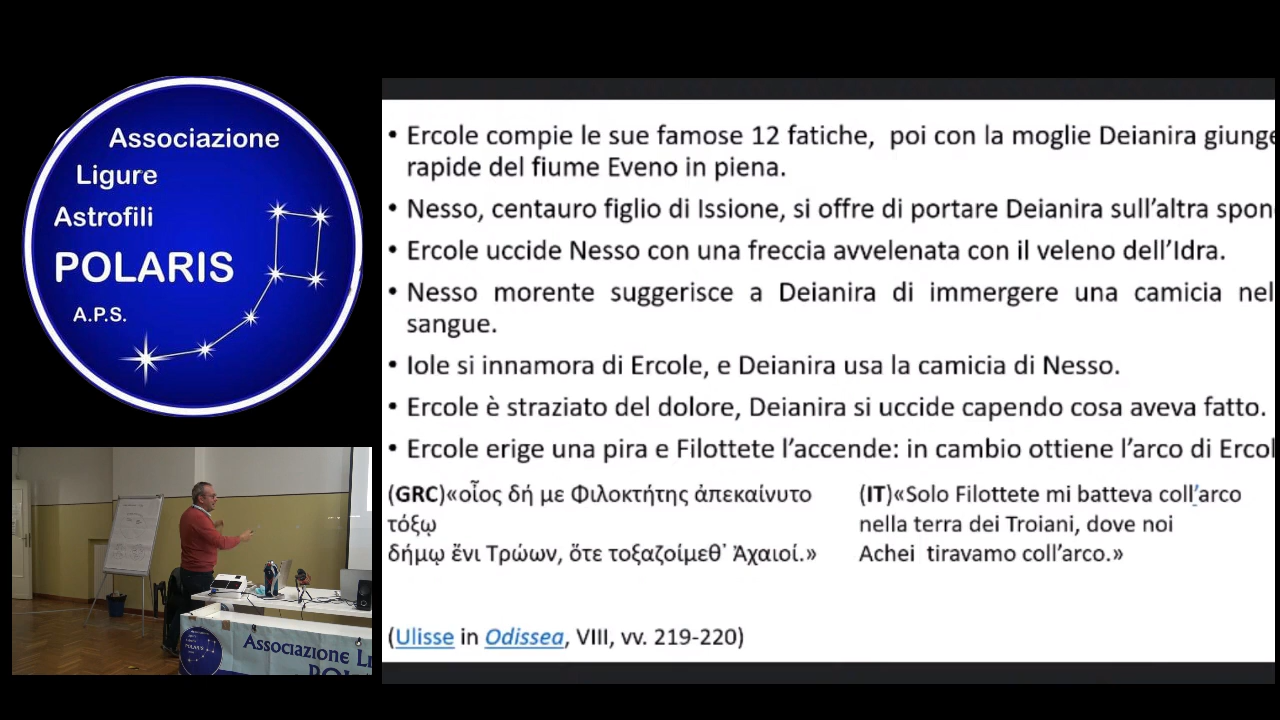 Associazione
Ligure
Astrofili
POLARIS
A.P.S.
• Ercole compie le sue famose 12 fatiche, poi con la moglie Deianira giunge
rapide del fiume Eveno in piena.
• Nesso, centauro figlio di Issione, si offre di portare Deianira sull’altra spon
• Ercole uccide Nesso con una freccia avvelenata con il veleno dell’Idra.
• Nesso morente suggerisce a Deianira di immergere una camicia nel
sangue.
• Iole si innamora di Ercole, e Deianira usa la camicia di Nesso.
• Ercole è straziato del dolore, Deianira si uccide capendo cosa aveva fatto.
• Ercole erige una pira e Filottete l’accende: in cambio ottiene l’arco di Ercol
(GRC)«οἶος δή με Φιλοκτήτης ἀπεκαίνυτο
τόξῳ
δήμῳ ἔνι Τρώων, ὅτε τοξαζοίμεθ᾽ Ἀχαιοί.»
(IT)«Solo Filottete mi batteva coll’arco
nella terra dei Troiani, dove noi
Achei tiravamo coll’arco.»
(Ulisse in Odissea, VIII, vv. 219-220)
Associazione L
POL